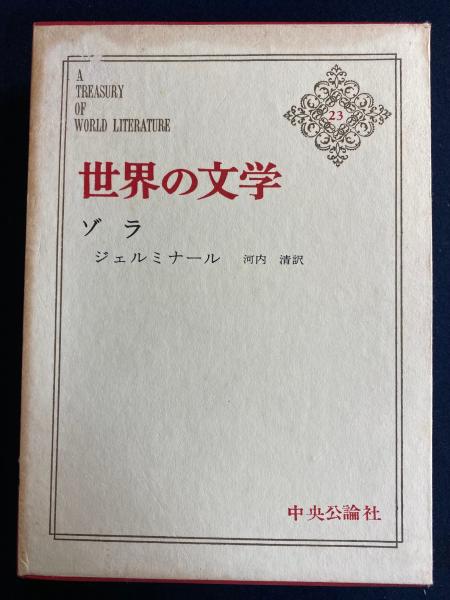 A
TREASURY
OF
WORLD LITERATURE
23
世界の文学
ゾラ
ジェルミナール 河内 清訳
中央公論社